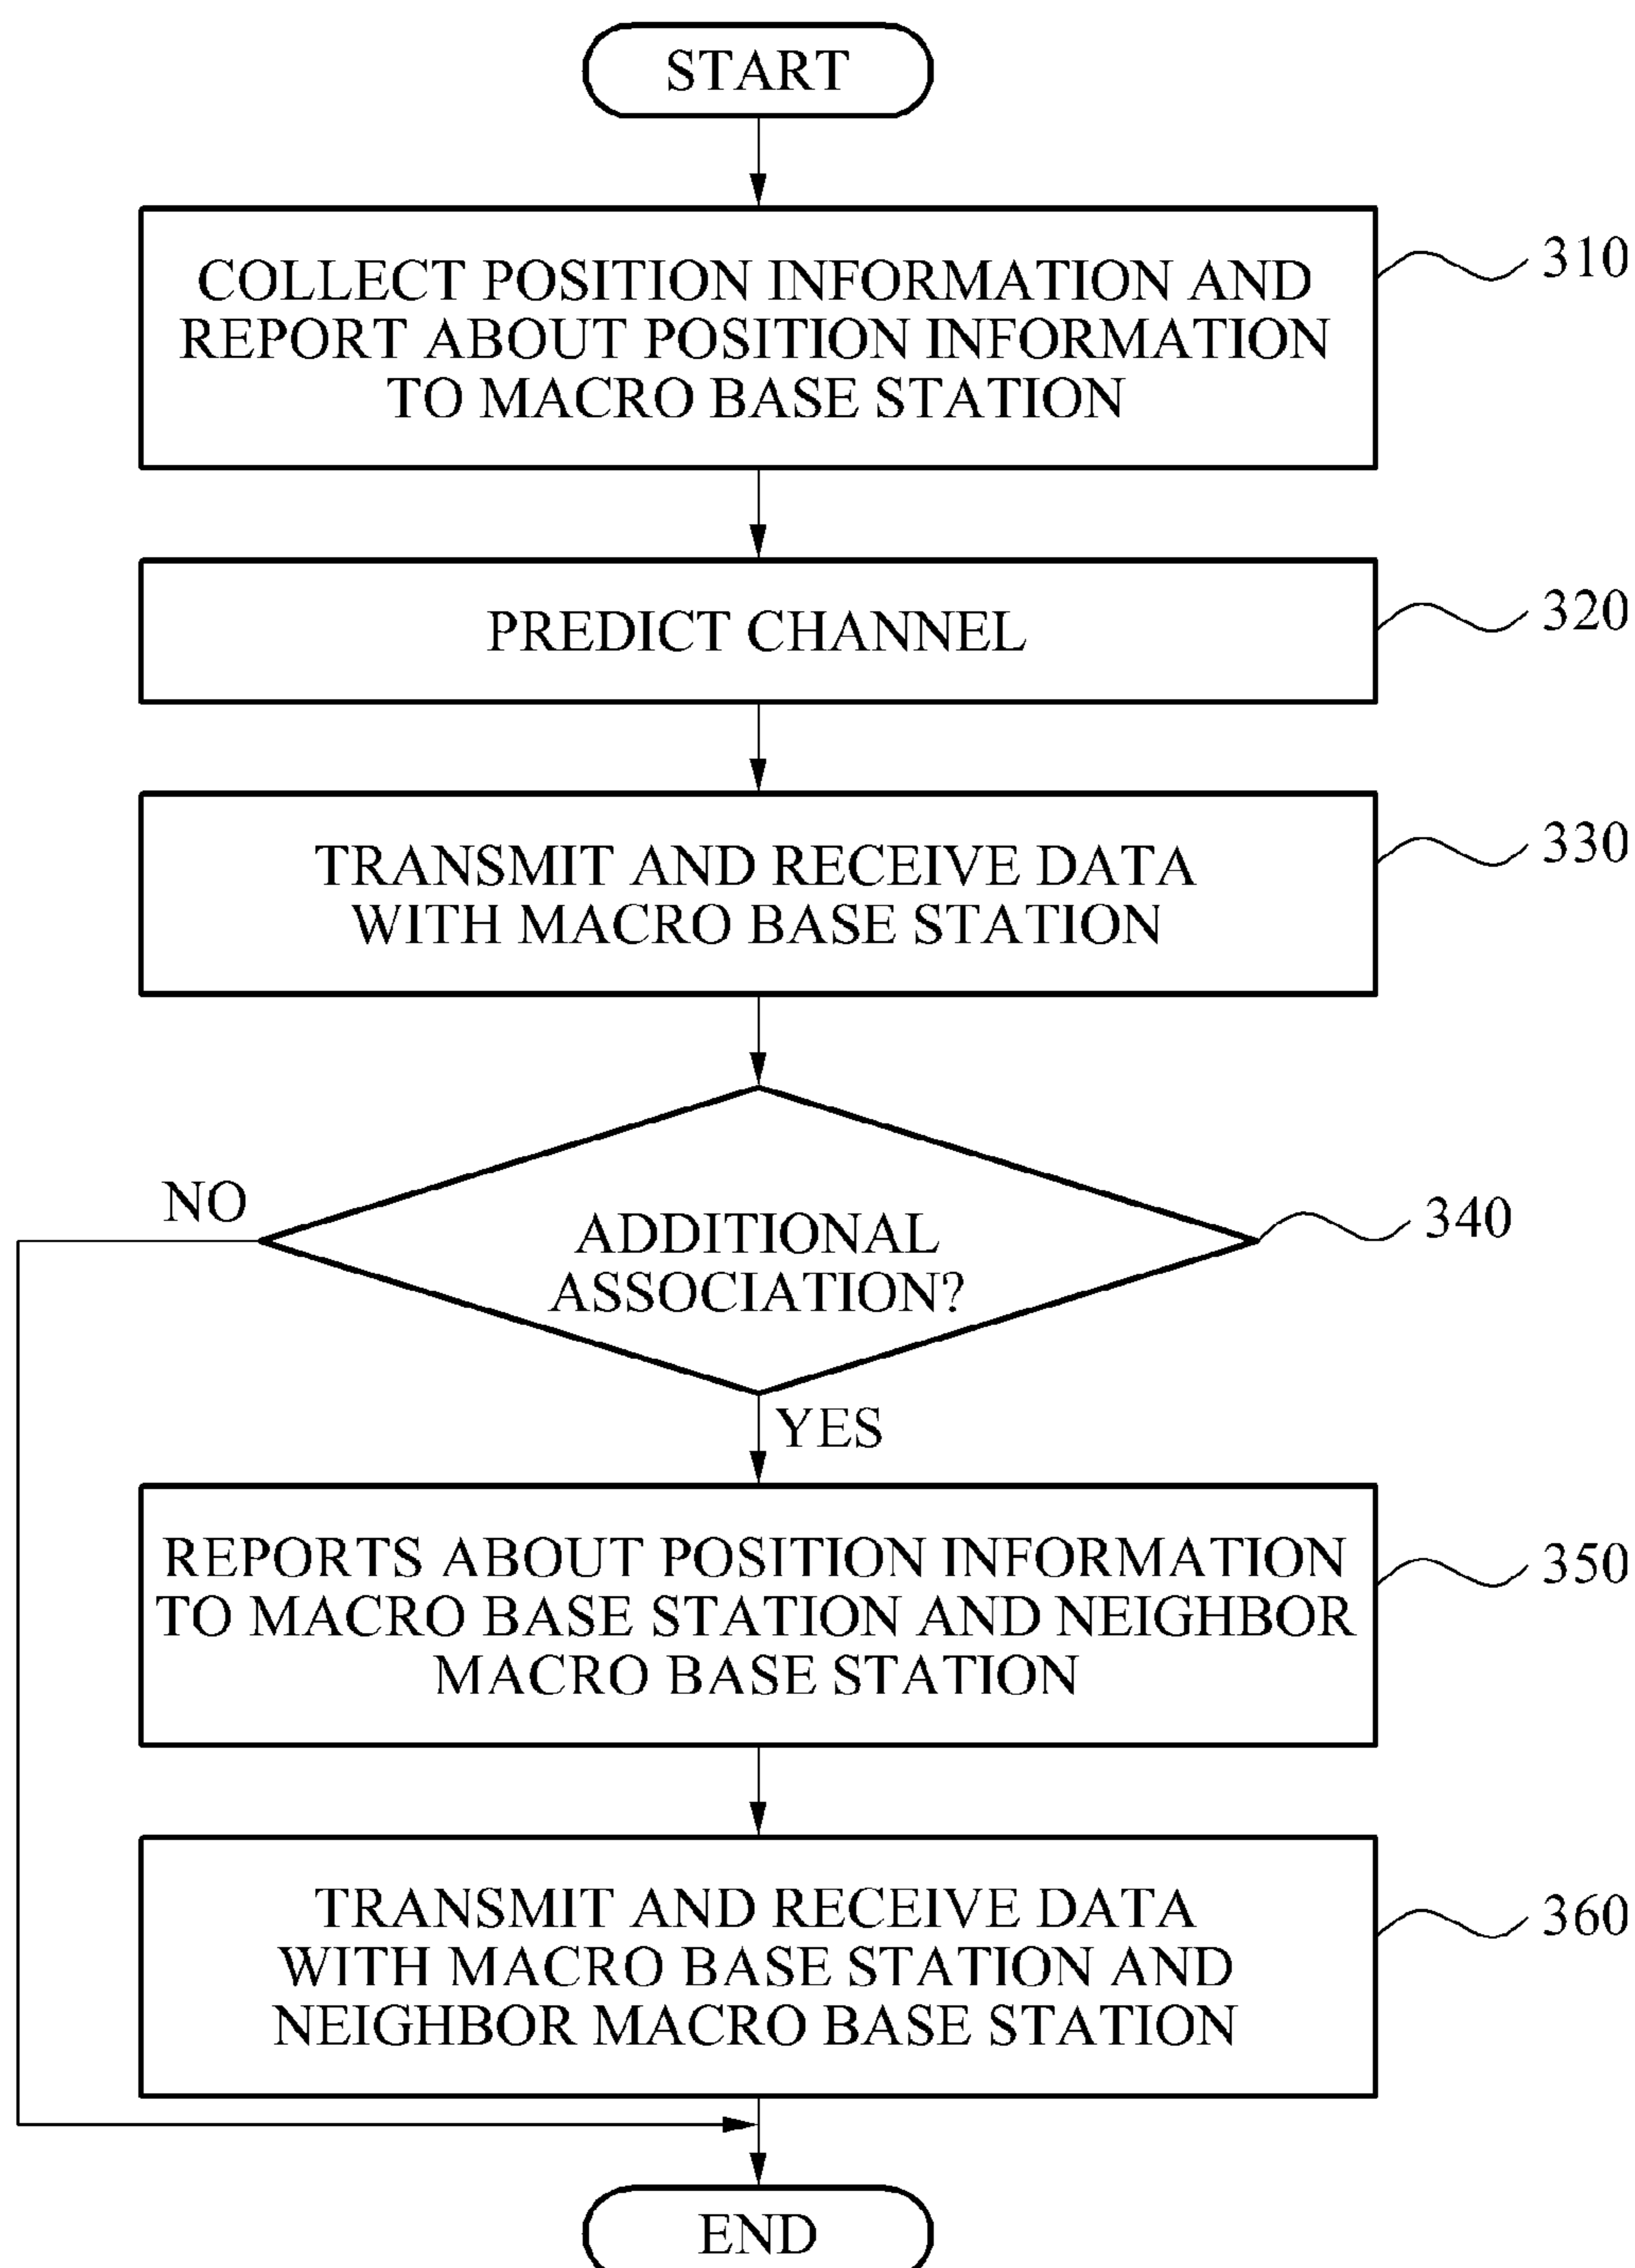 START
COLLECT POSITION INFORMATION AND
REPORT ABOUT POSITION INFORMATION
TO MACRO BASE STATION
310
PREDICT CHANNEL
320
TRANSMIT AND RECEIVE DATA
WITH MACRO BASE STATION
330
NO
ADDITIONAL
ASSOCIATION?
340
YES
REPORTS ABOUT POSITION INFORMATION
TO MACRO BASE STATION AND NEIGHBOR
MACRO BASE STATION
350
TRANSMIT AND RECEIVE DATA
WITH MACRO BASE STATION AND
NEIGHBOR MACRO BASE STATION
360
END